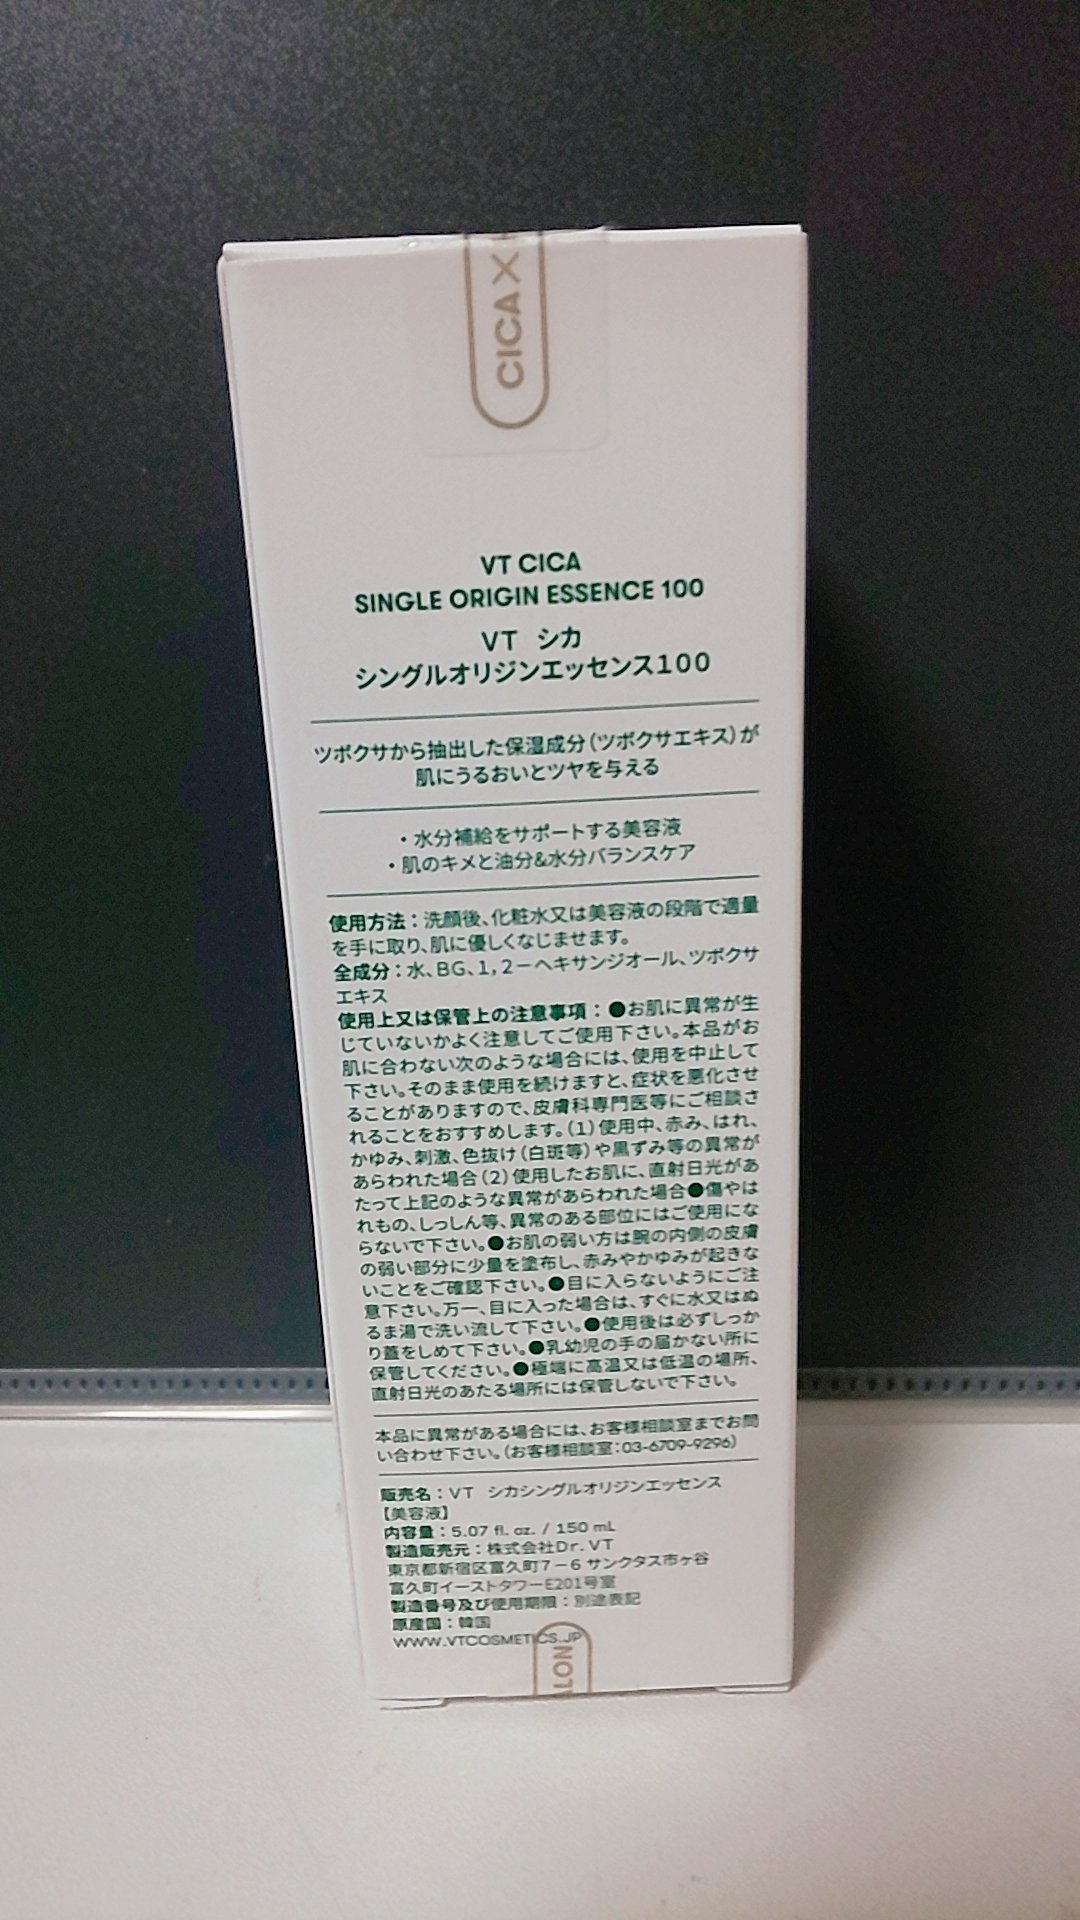 CICA X
VT CICA
SINGLE ORIGIN ESSENCE 100
VT シカ
シングルオリジンエッセンス100
ツボクサから抽出した保湿成分(ツボクサエキス)が
肌にうるおいとツヤを与える
・水分補給をサポートする美容液
・肌のキメと油分&水分バランスケア
使用方法：洗顔後、化粧水又は美容液の段階で適量
を手に取り、肌に優しくなじませます。
全成分：水、BG、1,2－ヘキサンジオール、ツボクサ
エキス
使用上又は保管上の注意事項：●お肌に異常が生
じていないかよく注意してご使用下さい。本品がお
肌に合わない次のような場合には、使用を中止して
下さい。そのまま使用を続けますと、症状を悪化させ
ることがありますので、皮膚科専門医等にご相談さ
れることをおすすめします。(1)使用中、赤み、はれ、
かゆみ、刺激、色抜け(白斑等)や黒ずみ等の異常が
あらわれた場合(2)使用したお肌に、直射日光があ
たって上記のような異常があらわれた場合●傷やは
れもの、しっしん等、異常のある部位にはご使用にな
らないで下さい。●お肌の弱い方は腕の内側の皮膚
の弱い部分に少量を塗布し、赤みやかゆみが起きな
いことをご確認下さい。●目に入らないようにご注
意下さい。万一、目に入った場合は、すぐに水又はぬ
るま湯で洗い流して下さい。●使用後は必ずしっか
り蓋をしめて下さい。●乳幼児の手の届かない所に
保管してください。●極端に高温又は低温の場所、
直射日光のあたる場所には保管しないで下さい。
本品に異常がある場合には、お客様相談室までお問
い合わせ下さい。(お客様相談室：03-6709-9296)
販売名：VT シカシングルオリジンエッセンス
【美容液】
内容量：5.07 fl. oz. / 150 mL
製造販売元：株式会社Dr. VT
東京都新宿区富久町7－6 サンクタス市ヶ谷
富久町イーストタワーE201号室
製造番号及び使用期限：別途表記
原産国：韓国
WWW.VTCOSMETICS.JP